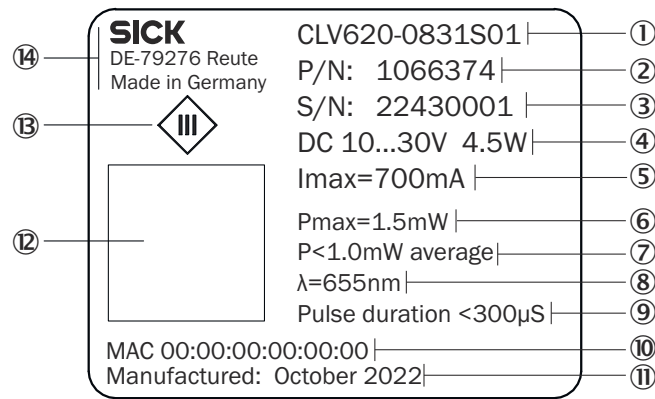 SICK
DE-79276 Reute
Made in Germany
III
CLV620-0831S01
P/N: 1066374
S/N: 22430001
DC 10...30V 4.5W
Imax=700mA
Pmax=1.5mW
P<1.0mW average
λ=655nm
Pulse duration <300µS
MAC 00:00:00:00:00:00
Manufactured: October 2022
①
②
③
④
⑤
⑥
⑦
⑧
⑨
⑩
⑪
⑫
⑬
⑭